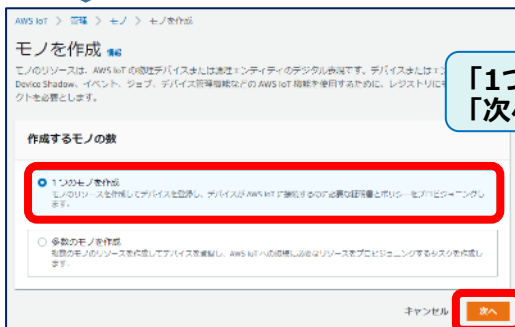 AWS IoT > 管理 > モノ > モノを作成
モノを作成 情報
モノのリソースは、AWS IoT の物理デバイスまたは論理エンティティのデジタル表現です。デバイスまたはエン
Device Shadow、イベント、ジョブ、デバイス管理機能などの AWS IoT 機能を使用するために、レジストリにモ
クトを必要とします。
「1つ
「次へ
作成するモノの数
1 つのモノを作成
モノのリソースを作成してデバイスを登録し、デバイスが AWS IoT に接続するのに必要な証明書とポリシーをプロビジョニングし
ます。
多数のモノを作成
複数のモノのリソースを作成してデバイスを登録し、AWS IoT への接続に必要なリソースをプロビジョニングするタスクを作成し
ます。
キャンセル
次へ